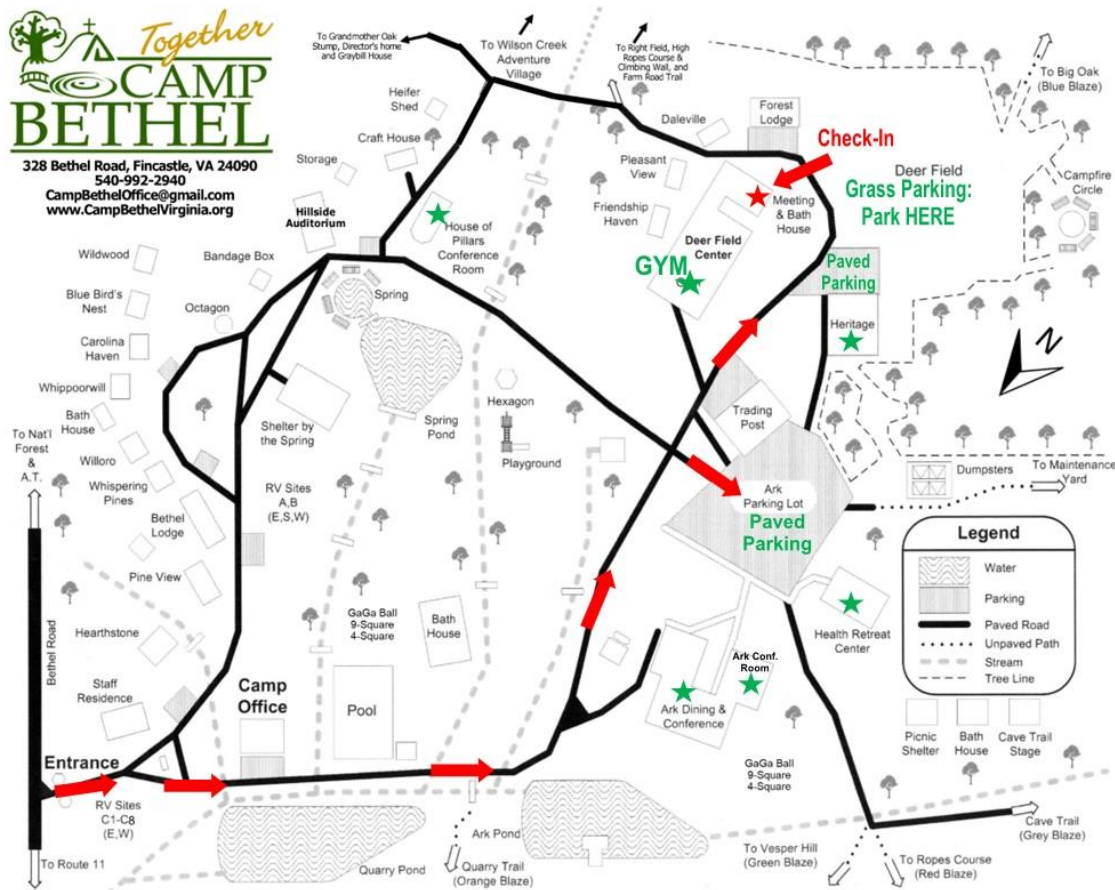 Together
CAMP
BETHEL
328 Bethel Road, Fincastle, VA 24090
540-992-2940
CampBethelOffice@gmail.com
www.CampBethelVirginia.org
To Grandmother Oak
Stump, Director's home
and Graybill House
To Wilson Creek
Adventure
Village
To Right Field, High
Ropes Course &
Climbing Wall, and
Farm Road Trail
To Big Oak
(Blue Blaze)
Heifer
Shed
Craft House
Storage
Hillside
Auditorium
Daleville
Forest
Lodge
Check-In
Pleasant
View
Friendship
Haven
Meeting
& Bath
House
Deer Field
Grass Parking:
Park HERE
Campfire
Circle
House of
Pillars
Conference
Room
Deer Field
Center
GYM
Paved
Parking
Heritage
N
Wildwood
Bandage Box
Blue Bird's
Nest
Octagon
Spring
Carolina
Haven
Whippoorwill
Bath
House
Shelter by
the Spring
Spring
Pond
Hexagon
Playground
Trading
Post
To Nat'l
Forest
&
A.T.
Willoro
Whispering
Pines
RV Sites
A,B
(E,S,W)
Bethel
Lodge
Ark
Parking Lot
Paved
Parking
Dumpsters
To Maintenance
Yard
Pine View
Hearthstone
Bethel Road
GaGa Ball
9-Square
4-Square
Bath
House
Health Retreat
Center
Legend
Water
Parking
Paved Road
Unpaved Path
Stream
Tree Line
Picnic
Shelter
Bath
House
Cave Trail
Stage
Staff
Residence
Camp
Office
Pool
Ark Conf.
Room
Ark Dining &
Conference
Entrance
GaGa Ball
9-Square
4-Square
RV Sites
C1-C8
(E,W)
To Route 11
Quarry Pond
Ark Pond
Quarry Trail
(Orange Blaze)
To Vesper Hill
(Green Blaze)
To Ropes Course
(Red Blaze)
Cave Trail
(Grey Blaze)